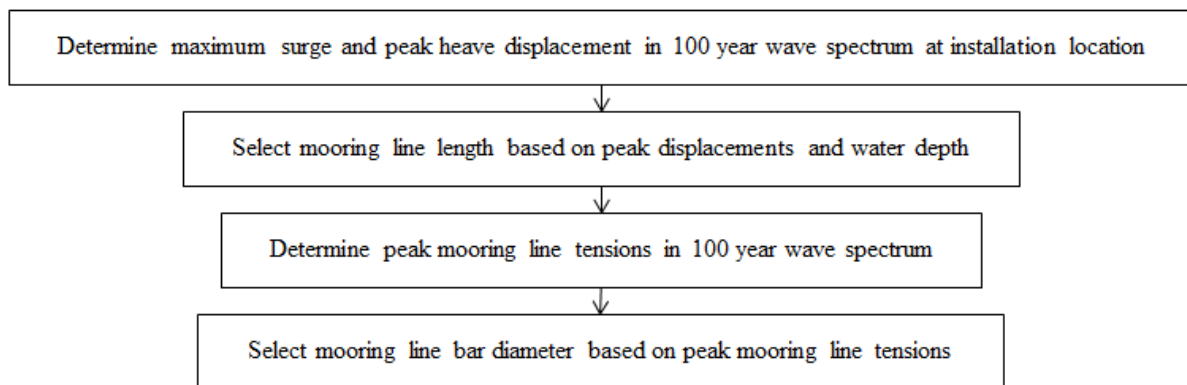 Determine maximum surge and peak heave displacement in 100 year wave spectrum at installation location
Select mooring line length based on peak displacements and water depth
Determine peak mooring line tensions in 100 year wave spectrum
Select mooring line bar diameter based on peak mooring line tensions